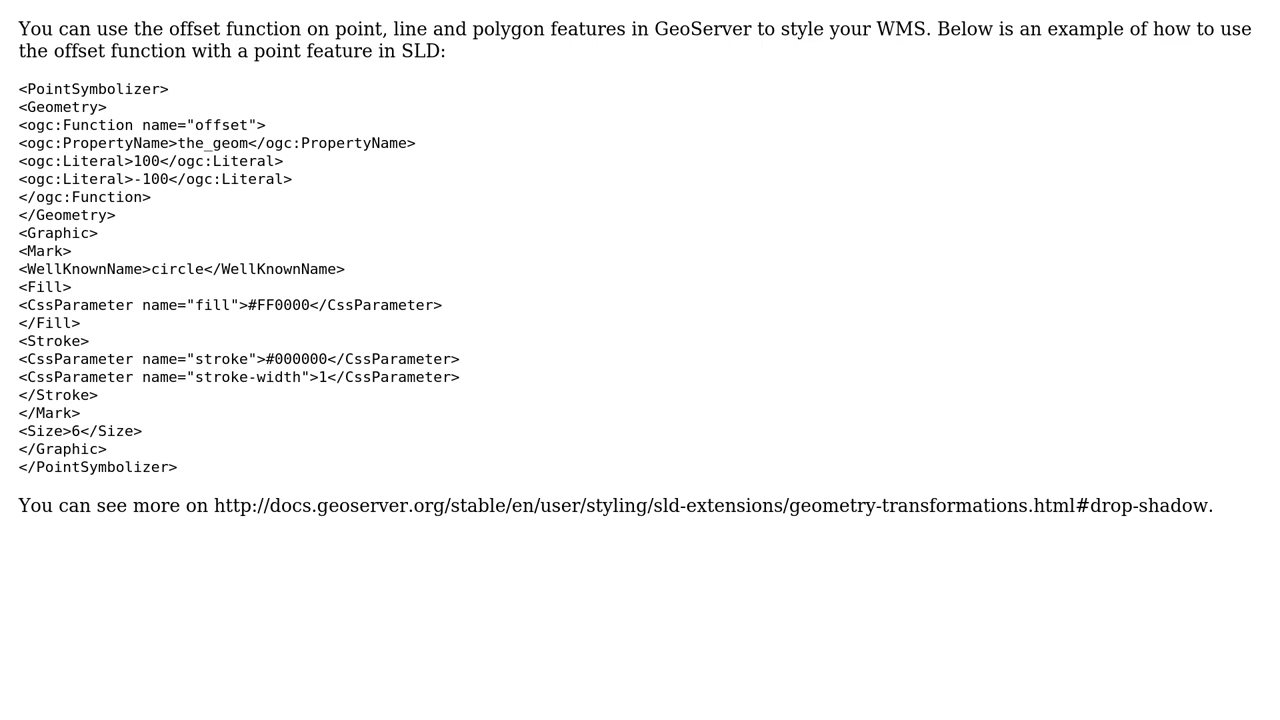 You can use the offset function on point, line and polygon features in GeoServer to style your WMS. Below is an example of how to use
the offset function with a point feature in SLD:
<PointSymbolizer>
<Geometry>
<ogc:Function name="offset">
<ogc:PropertyName>the_geom</ogc:PropertyName>
<ogc:Literal>100</ogc:Literal>
<ogc:Literal>-100</ogc:Literal>
</ogc:Function>
</Geometry>
<Graphic>
<Mark>
<WellKnownName>circle</WellKnownName>
<Fill>
<CssParameter name="fill">#FF0000</CssParameter>
</Fill>
<Stroke>
<CssParameter name="stroke">#000000</CssParameter>
<CssParameter name="stroke-width">1</CssParameter>
</Stroke>
</Mark>
<Size>6</Size>
</Graphic>
</PointSymbolizer>
You can see more on http://docs.geoserver.org/stable/en/user/styling/sld-extensions/geometry-transformations.html#drop-shadow.